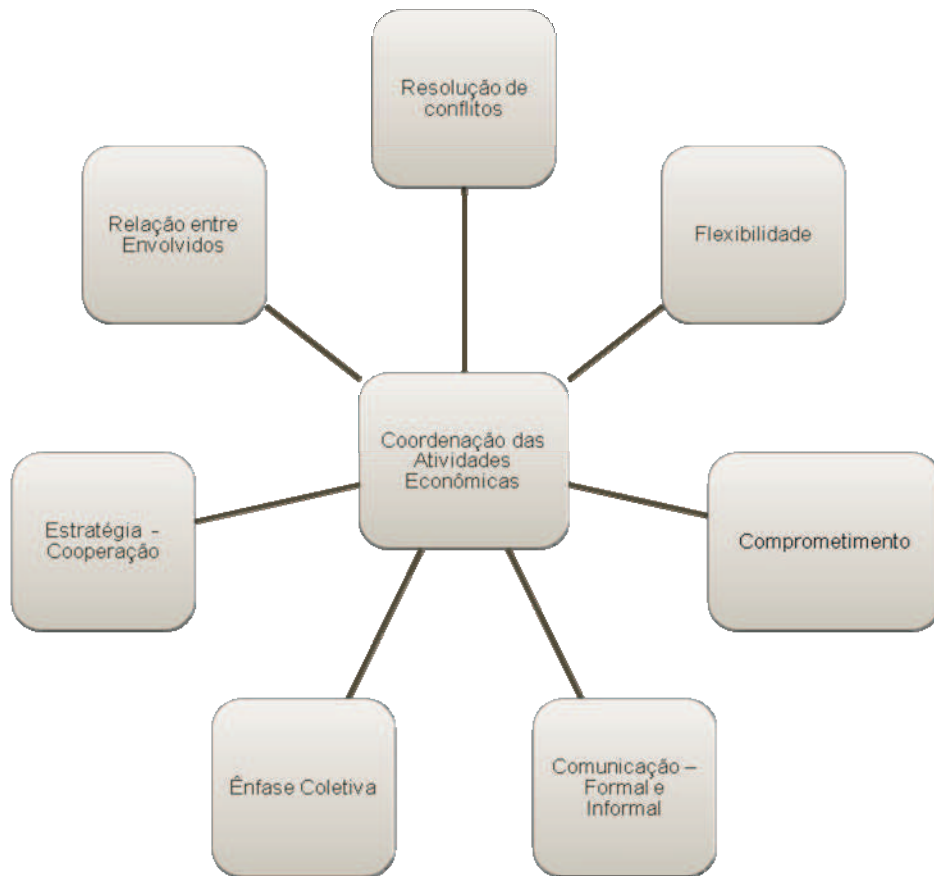 Resolução de
conflitos
Relação entre
Envolvidos
Flexibilidade
Coordenação das
Atividades
Econômicas
Estratégia -
Cooperação
Comprometimento
Ênfase Coletiva
Comunicação –
Formal e
Informal